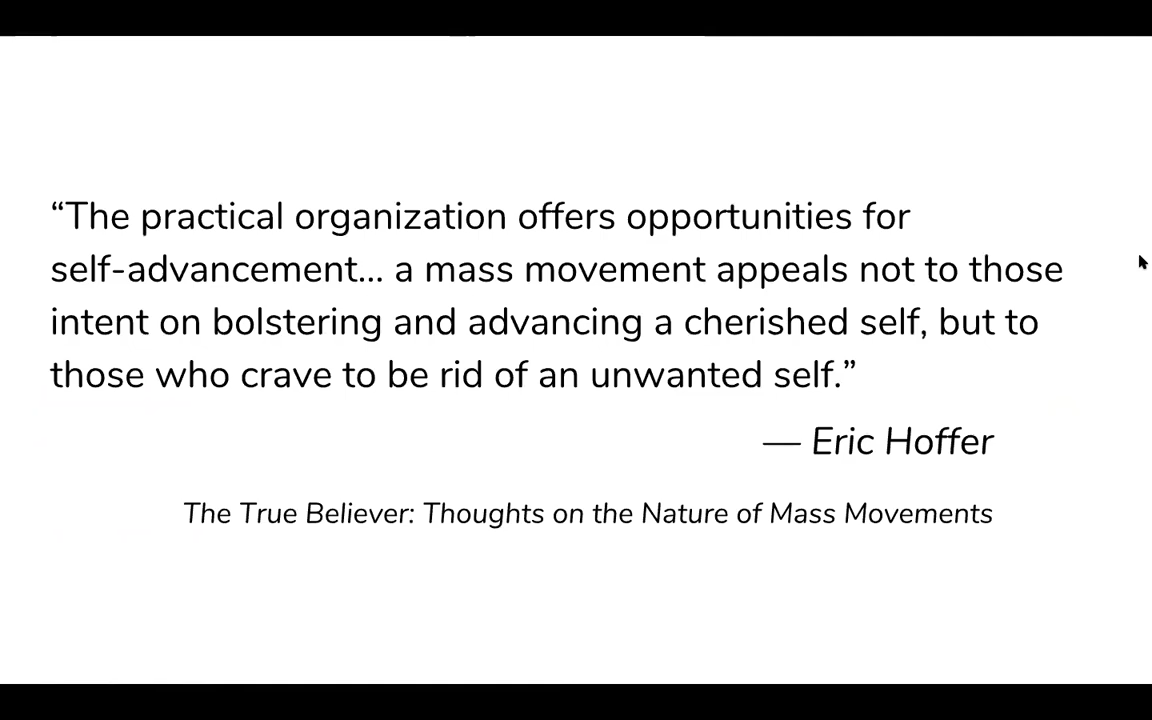 “The practical organization offers opportunities for
self-advancement... a mass movement appeals not to those
intent on bolstering and advancing a cherished self, but to
those who crave to be rid of an unwanted self.”
— Eric Hoffer
The True Believer: Thoughts on the Nature of Mass Movements